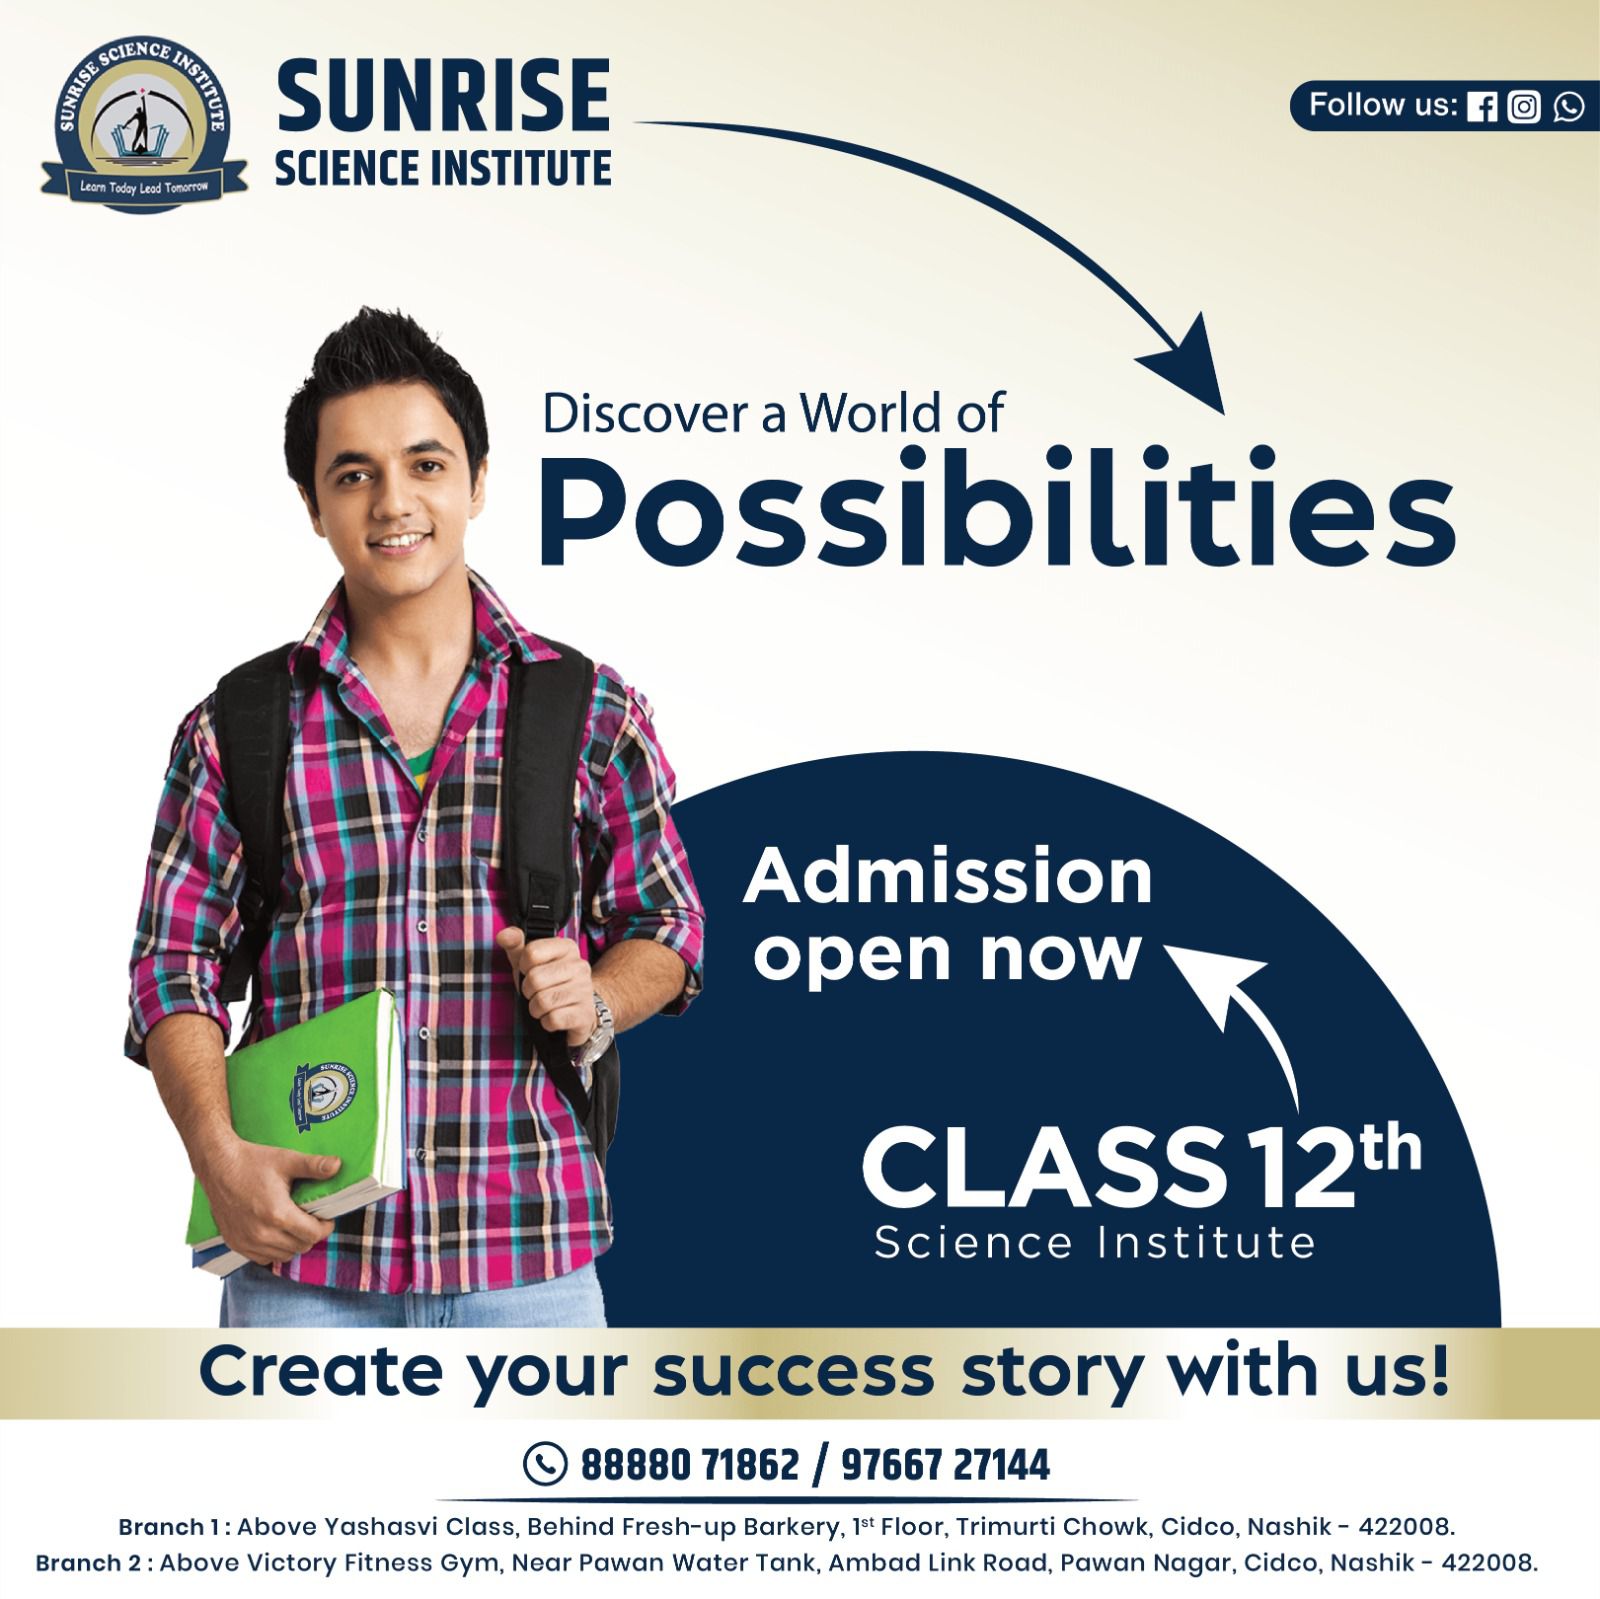 SUNRISE SCIENCE INSTITUTE
Learn Today Lead Tomorrow
SUNRISE
SCIENCE INSTITUTE
Follow us:
Discover a World of
Possibilities
Admission
open now
CLASS 12th
Science Institute
SUNRISE SCIENCE INSTITUTE
Create your success story with us!
88880 71862 / 97667 27144
Branch 1 : Above Yashasvi Class, Behind Fresh-up Barkery, 1st Floor, Trimurti Chowk, Cidco, Nashik - 422008.
Branch 2 : Above Victory Fitness Gym, Near Pawan Water Tank, Ambad Link Road, Pawan Nagar, Cidco, Nashik - 422008.